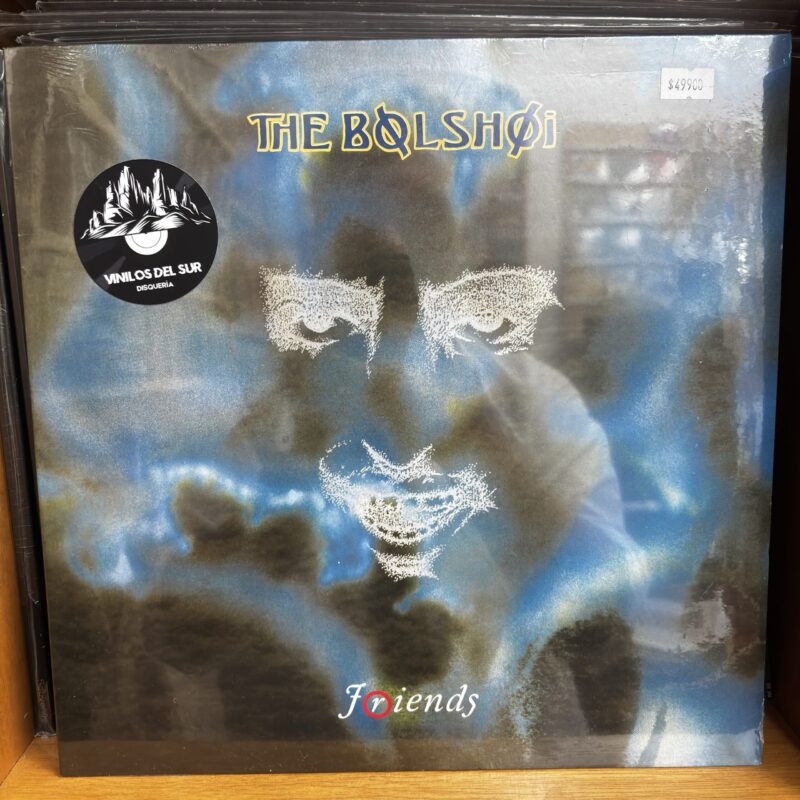 $49900
THE BØLSHØi
VINILOS DEL SUR
DISQUERÍA
Friends